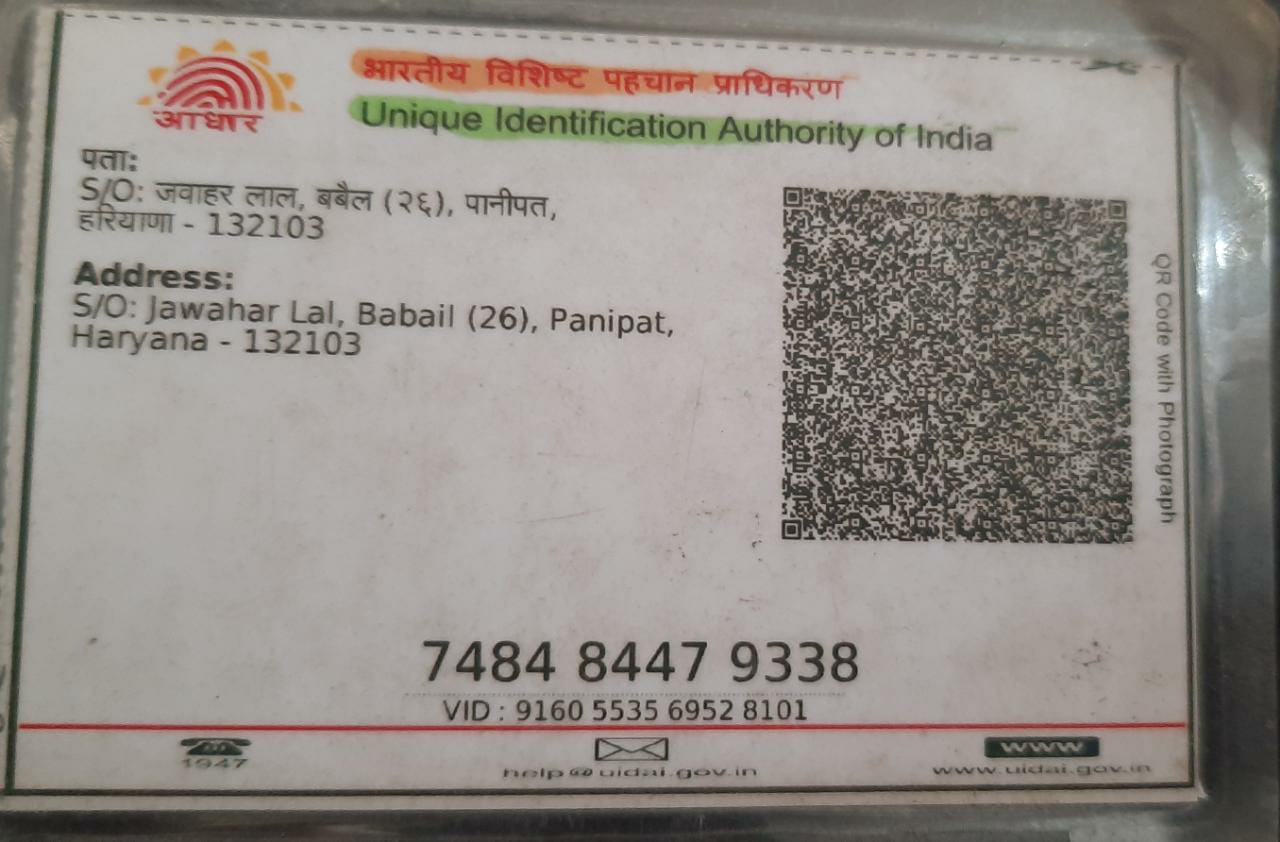 आधार
भारतीय विशिष्ट पहचान प्राधिकरण
Unique Identification Authority of India
पता:
S/O: जवाहर लाल, बबैल (२६), पानीपत,
हरियाणा - 132103
Address:
S/O: Jawahar Lal, Babail (26), Panipat,
Haryana - 132103
QR Code with Photograph
7484 8447 9338
VID : 9160 5535 6952 8101
1947
help@uidai.gov.in
www
www.uidai.gov.in